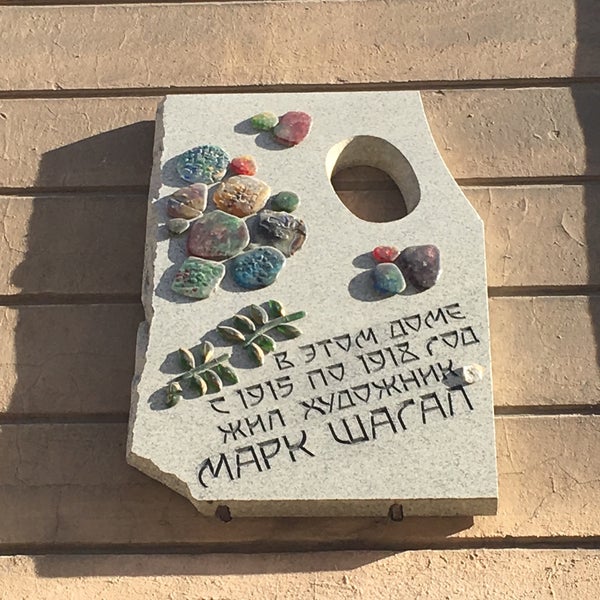 В ЭТОМ ДОМЕ
С 1915 ПО 1918 ГОД
ЖИЛ ХУДОЖНИК
МАРК ШАГАЛ